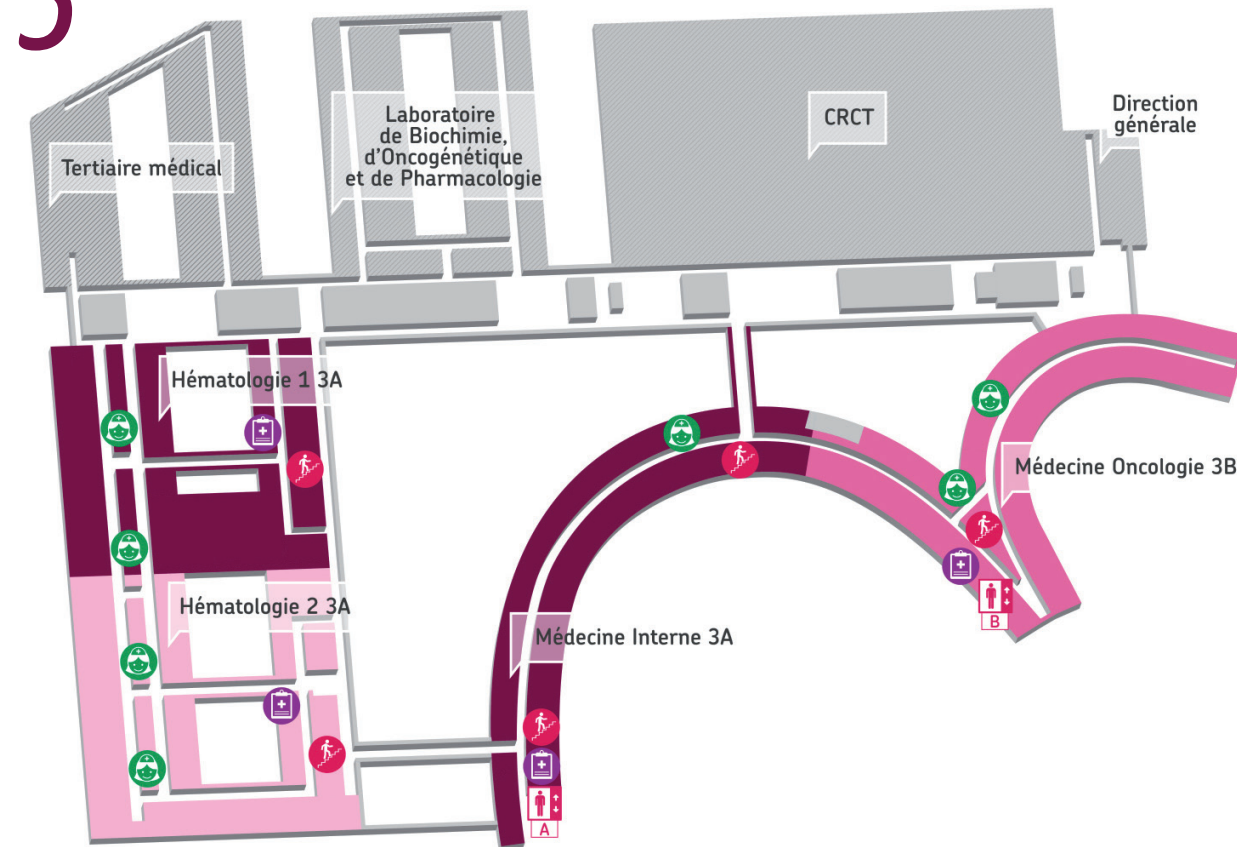 Tertiaire médical
Laboratoire
de Biochimie,
d'Oncogénétique
et de Pharmacologie
CRCT
Direction
générale
Hématologie 1 3A
Médecine Oncologie 3B
Hématologie 2 3A
Médecine Interne 3A
B
A